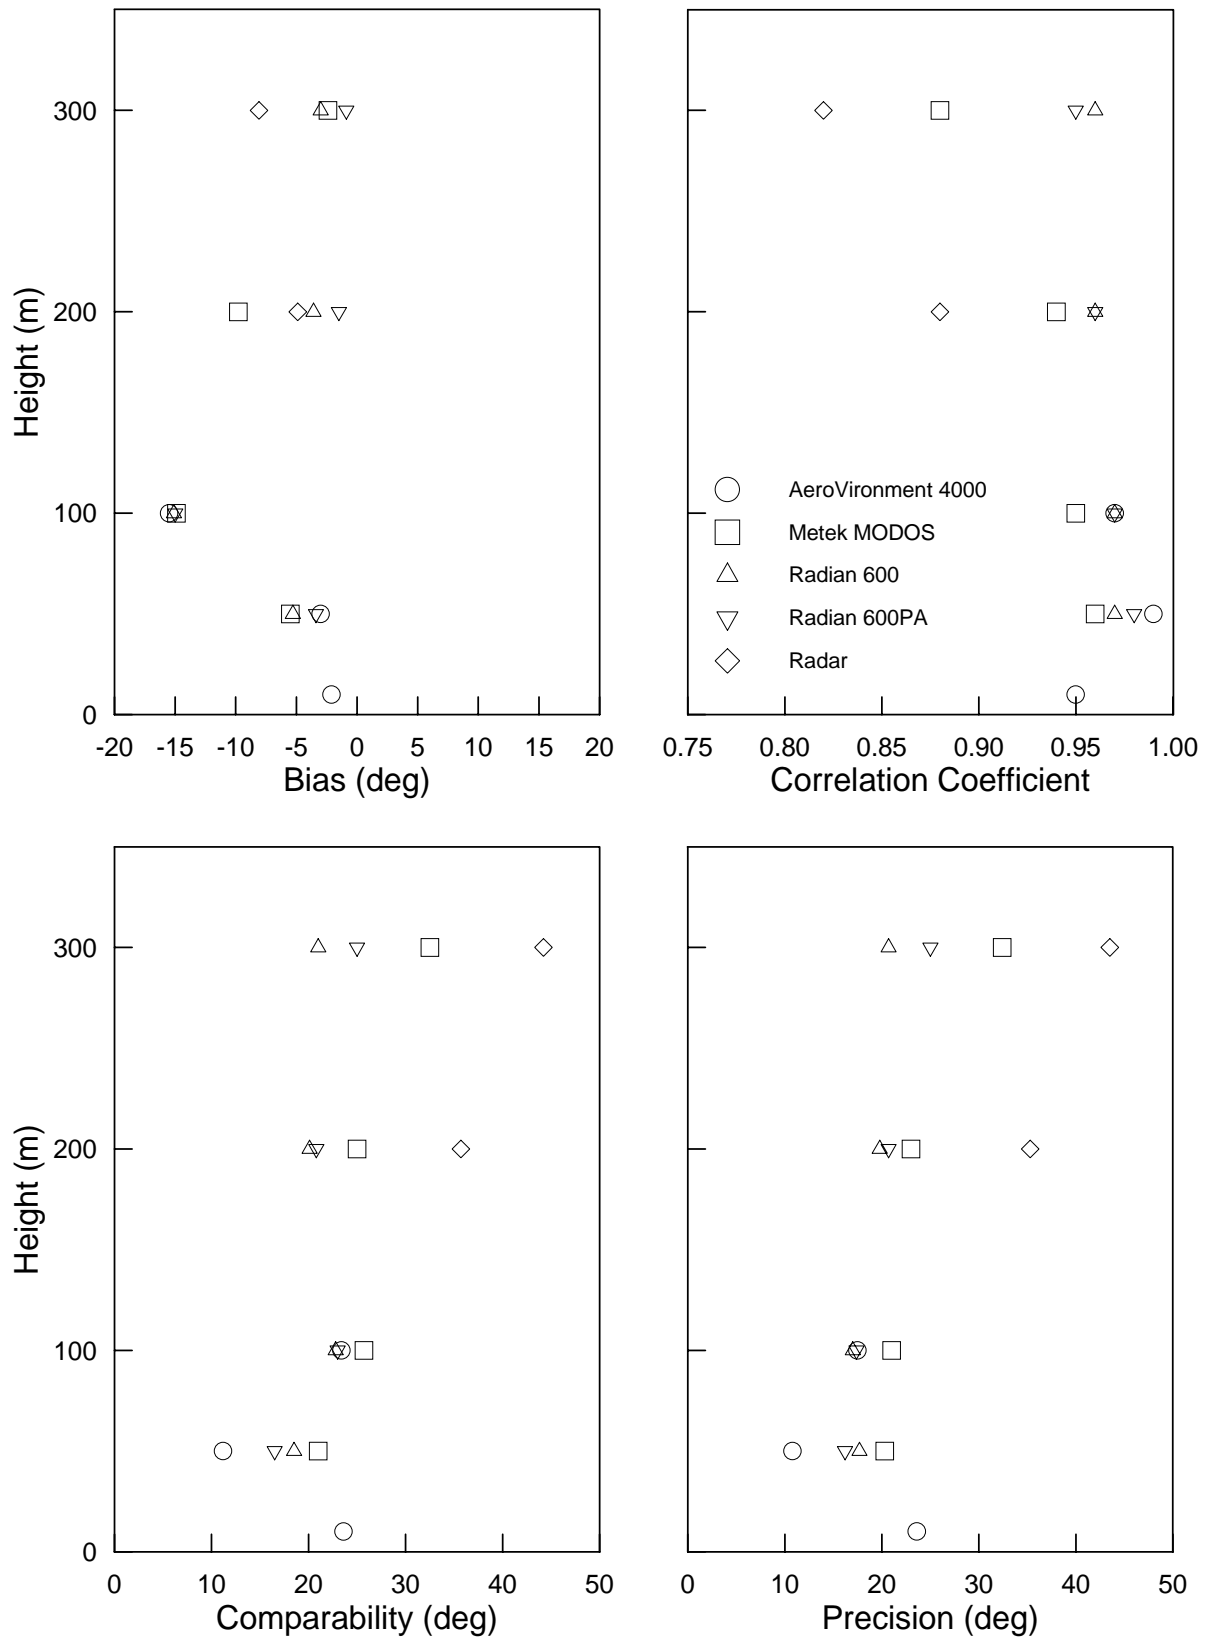 300
200
100
0
Height (m)
-20 -15 -10 -5 0 5 10 15 20
Bias (deg)
AeroVironment 4000
Metek MODOS
Radian 600
Radian 600PA
Radar
0.75 0.80 0.85 0.90 0.95 1.00
Correlation Coefficient
300
200
100
0
Height (m)
0 10 20 30 40 50
Comparability (deg)
0 10 20 30 40 50
Precision (deg)